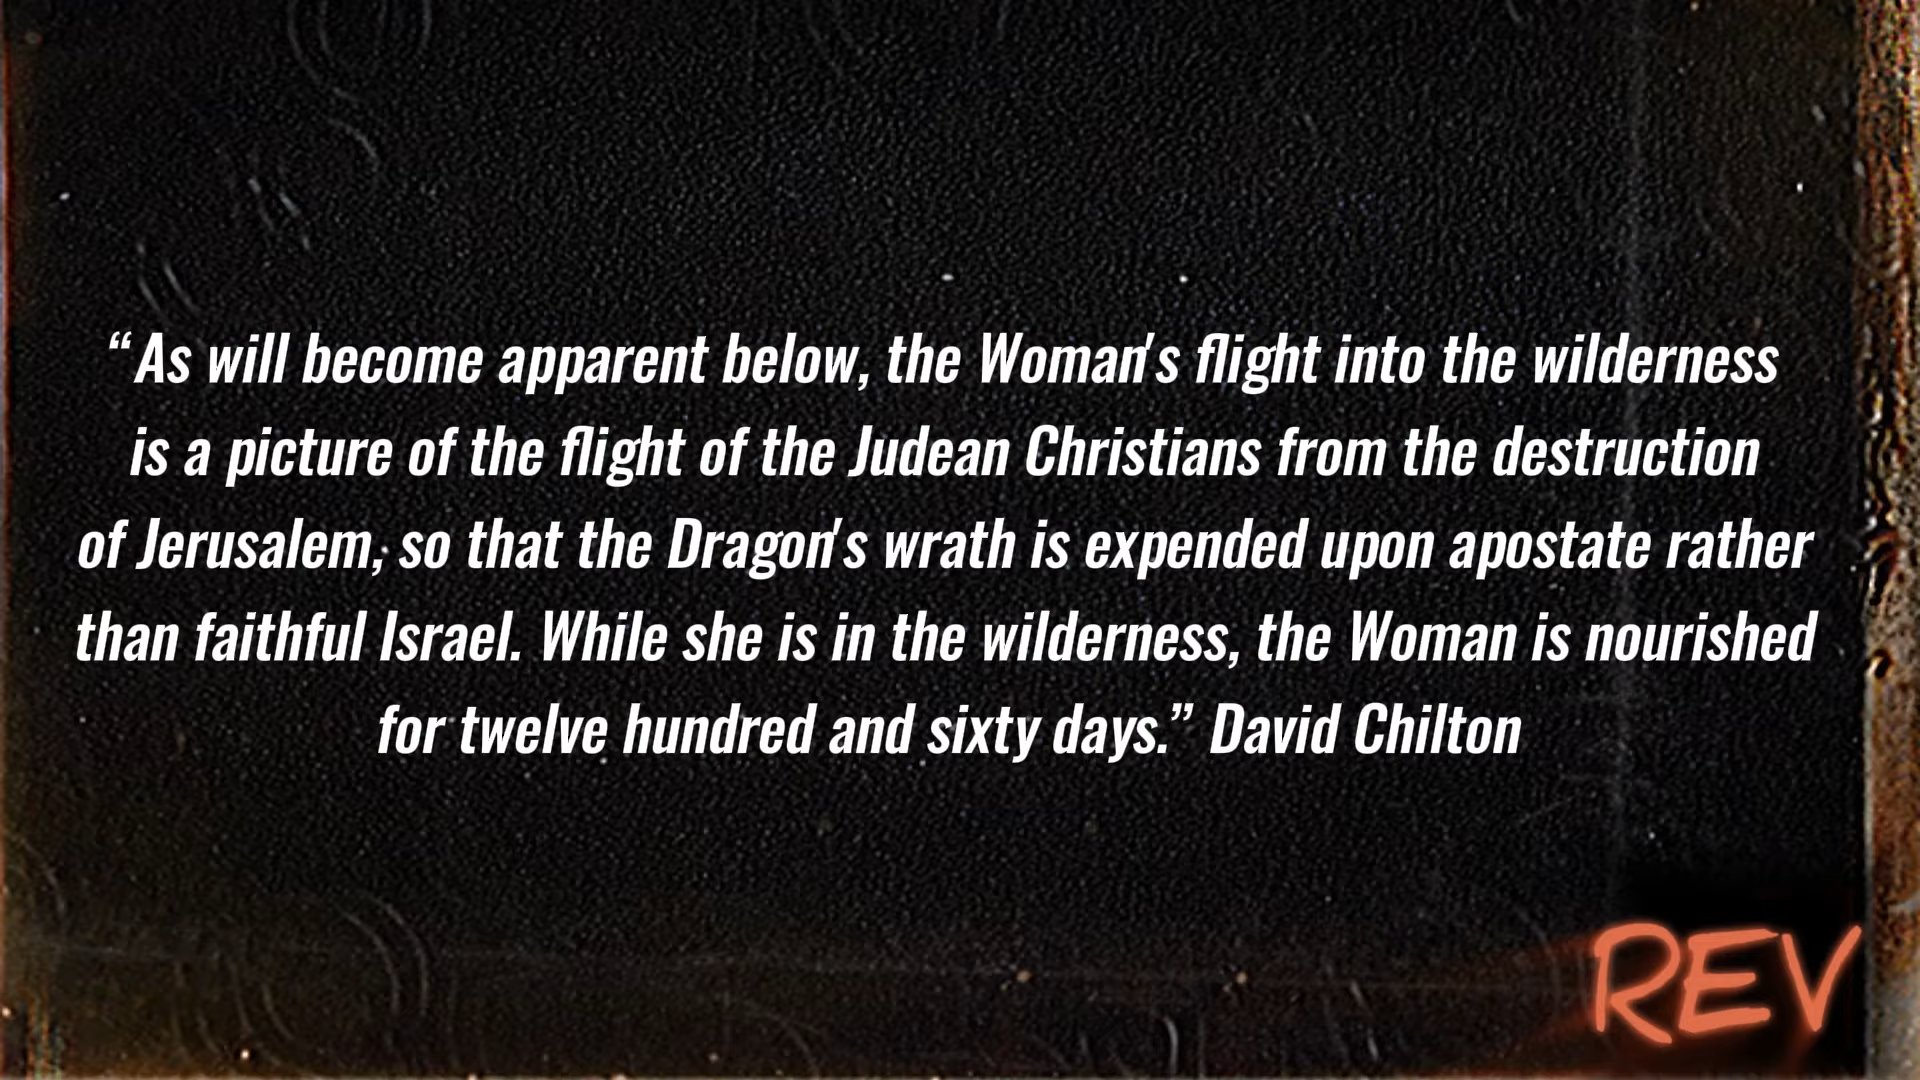 “As will become apparent below, the Woman's flight into the wilderness
is a picture of the flight of the Judean Christians from the destruction
of Jerusalem, so that the Dragon's wrath is expended upon apostate rather
than faithful Israel. While she is in the wilderness, the Woman is nourished
for twelve hundred and sixty days.” David Chilton
REV